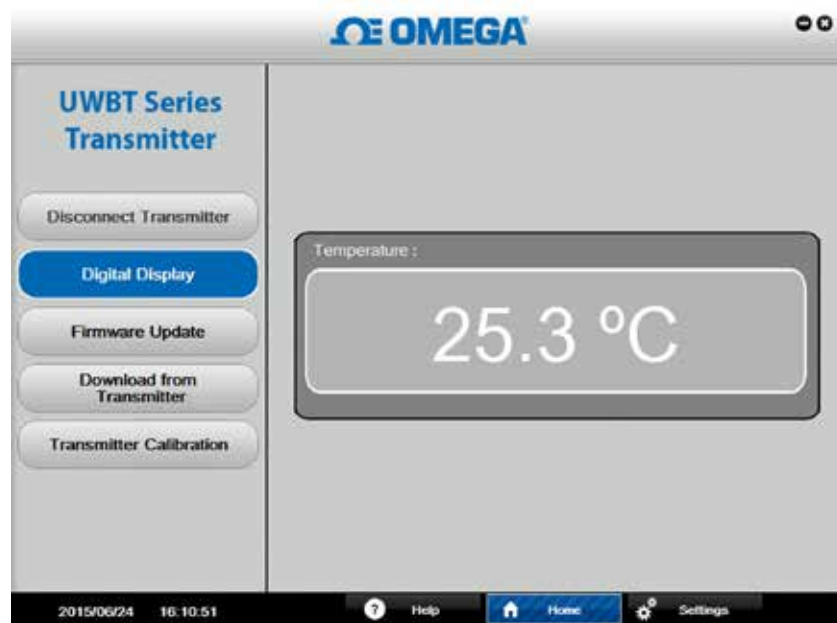 OMEGA
UWBT Series
Transmitter
Disconnect Transmitter
Digital Display
Firmware Update
Download from
Transmitter
Transmitter Calibration
Temperature :
25.3 ºC
2015/06/24 16:10:51
? Help
Home
Settings